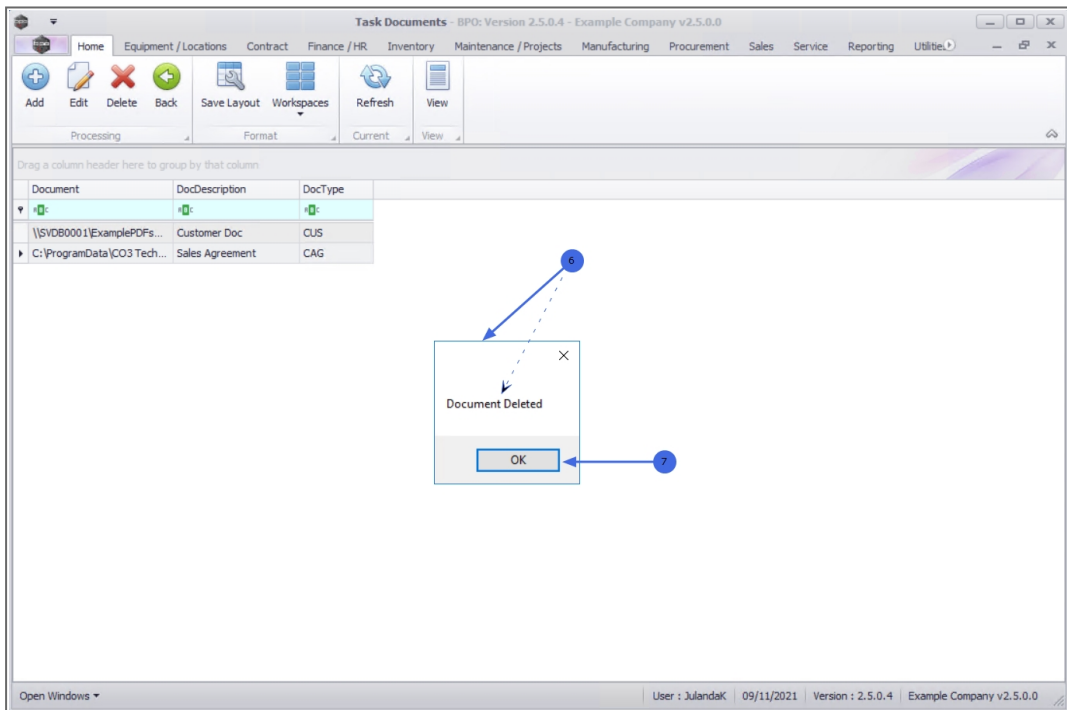 Task Documents - BPO: Version 2.5.0.4 - Example Company v2.5.0.0
Home Equipment / Locations Contract Finance / HR Inventory Maintenance / Projects Manufacturing Procurement Sales Service Reporting
Add Edit Delete Back Save Layout Workspaces Refresh View
Processing Format Current View
Drag a column header here to group by that column
Document DocDescription DocType
\\SVDB0001\ExamplePDFs... Customer Doc CUS
C:\ProgramData\CO3 Tech... Sales Agreement CAG
6
Document Deleted
OK
7
Open Windows User : JulandaK 09/11/2021 Version : 2.5.0.4 Example Company v2.5.0.0